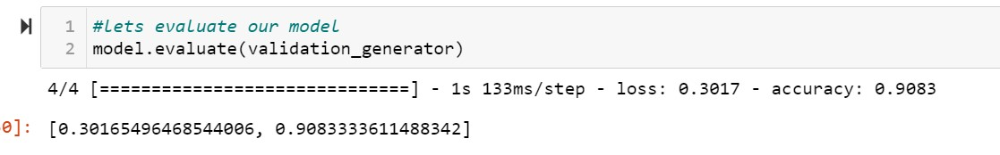 1 #Lets evaluate our model
2 model.evaluate(validation_generator)
4/4 [==============================] - 1s 133ms/step - loss: 0.3017 - accuracy: 0.9083
0]: [0.30165496468544006, 0.9083333611488342]